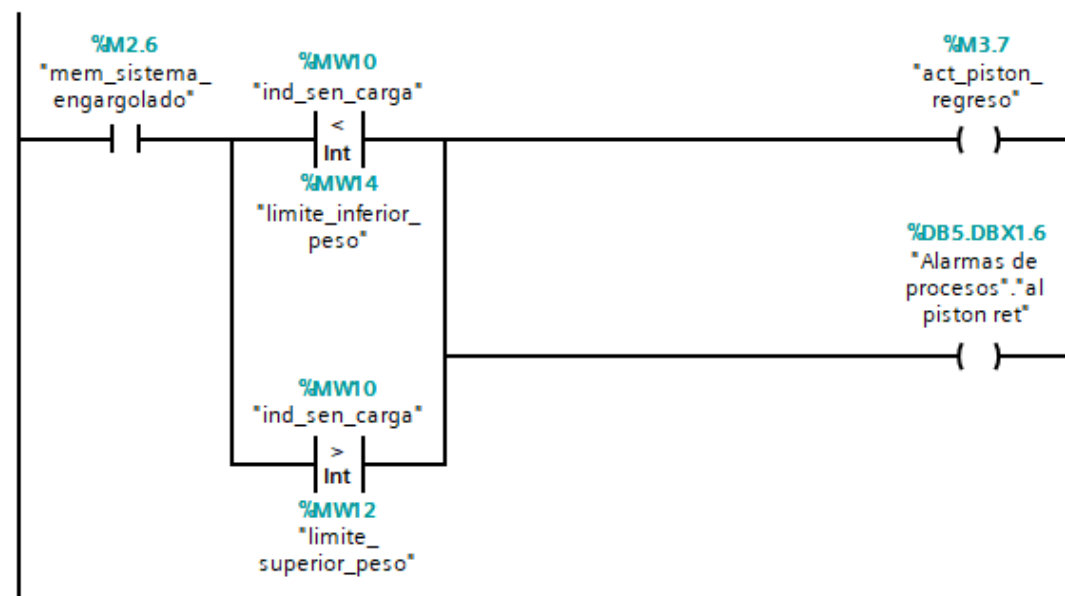 %M2.6
"mem_sistema_
engargolado"
%MW10
"ind_sen_carga"
<
Int
%MW14
"limite_inferior_
peso"
%M3.7
"act_piston_
regreso"
%DB5.DBX1.6
"Alarmas de
procesos"."al
piston ret"
%MW10
"ind_sen_carga"
>
Int
%MW12
"limite_
superior_peso"